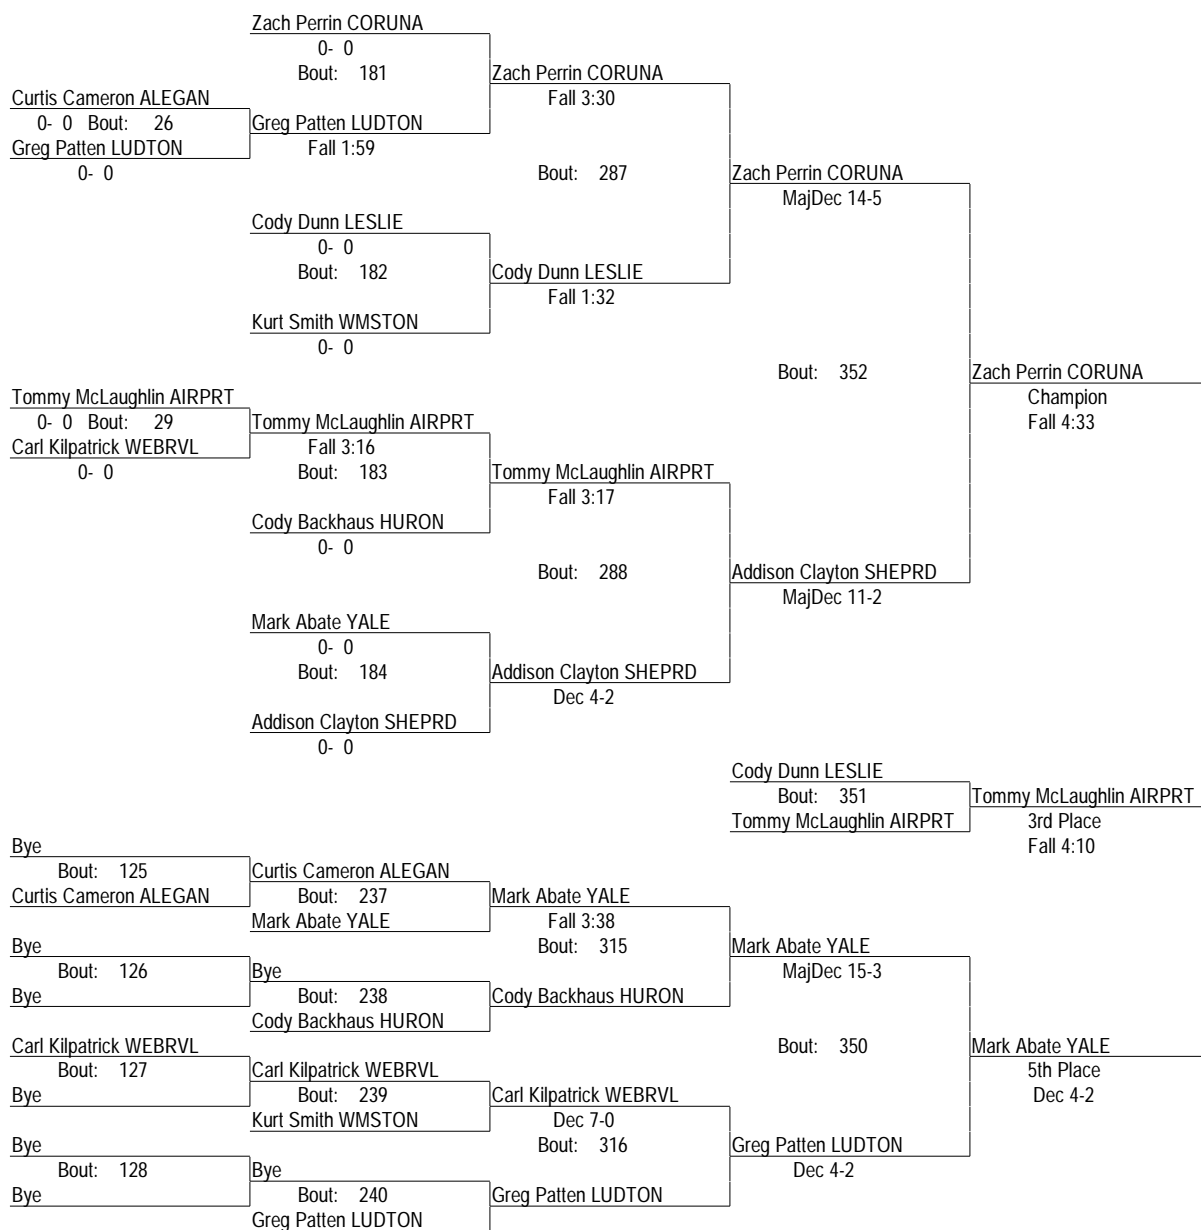 Zach Perrin CORUNA
0- 0
Bout: 181
Zach Perrin CORUNA
Curtis Cameron ALEGAN
Fall 3:30
0- 0 Bout: 26
Greg Patten LUDTON
Greg Patten LUDTON
Fall 1:59
0- 0
Bout: 287
Zach Perrin CORUNA
MajDec 14-5
Cody Dunn LESLIE
0- 0
Bout: 182
Cody Dunn LESLIE
Fall 1:32
Kurt Smith WMSTON
0- 0
Bout: 352
Zach Perrin CORUNA
Champion
Fall 4:33
Tommy McLaughlin AIRPRT
0- 0 Bout: 29
Tommy McLaughlin AIRPRT
Carl Kilpatrick WEBRVL
Fall 3:16
0- 0
Bout: 183
Tommy McLaughlin AIRPRT
Fall 3:17
Cody Backhaus HURON
0- 0
Bout: 288
Addison Clayton SHEPRD
MajDec 11-2
Mark Abate YALE
0- 0
Bout: 184
Addison Clayton SHEPRD
Dec 4-2
Addison Clayton SHEPRD
0- 0
Cody Dunn LESLIE
Bout: 351
Tommy McLaughlin AIRPRT
Tommy McLaughlin AIRPRT
3rd Place
Fall 4:10
Bye
Bout: 125
Curtis Cameron ALEGAN
Curtis Cameron ALEGAN
Bout: 237
Mark Abate YALE
Mark Abate YALE
Fall 3:38
Bye
Bout: 315
Mark Abate YALE
Bout: 126
Bye
MajDec 15-3
Bye
Bout: 238
Cody Backhaus HURON
Cody Backhaus HURON
Carl Kilpatrick WEBRVL
Bout: 350
Mark Abate YALE
Bout: 127
Carl Kilpatrick WEBRVL
5th Place
Bye
Bout: 239
Carl Kilpatrick WEBRVL
Dec 4-2
Kurt Smith WMSTON
Dec 7-0
Bye
Bout: 316
Greg Patten LUDTON
Bout: 128
Bye
Dec 4-2
Bye
Bout: 240
Greg Patten LUDTON
Greg Patten LUDTON